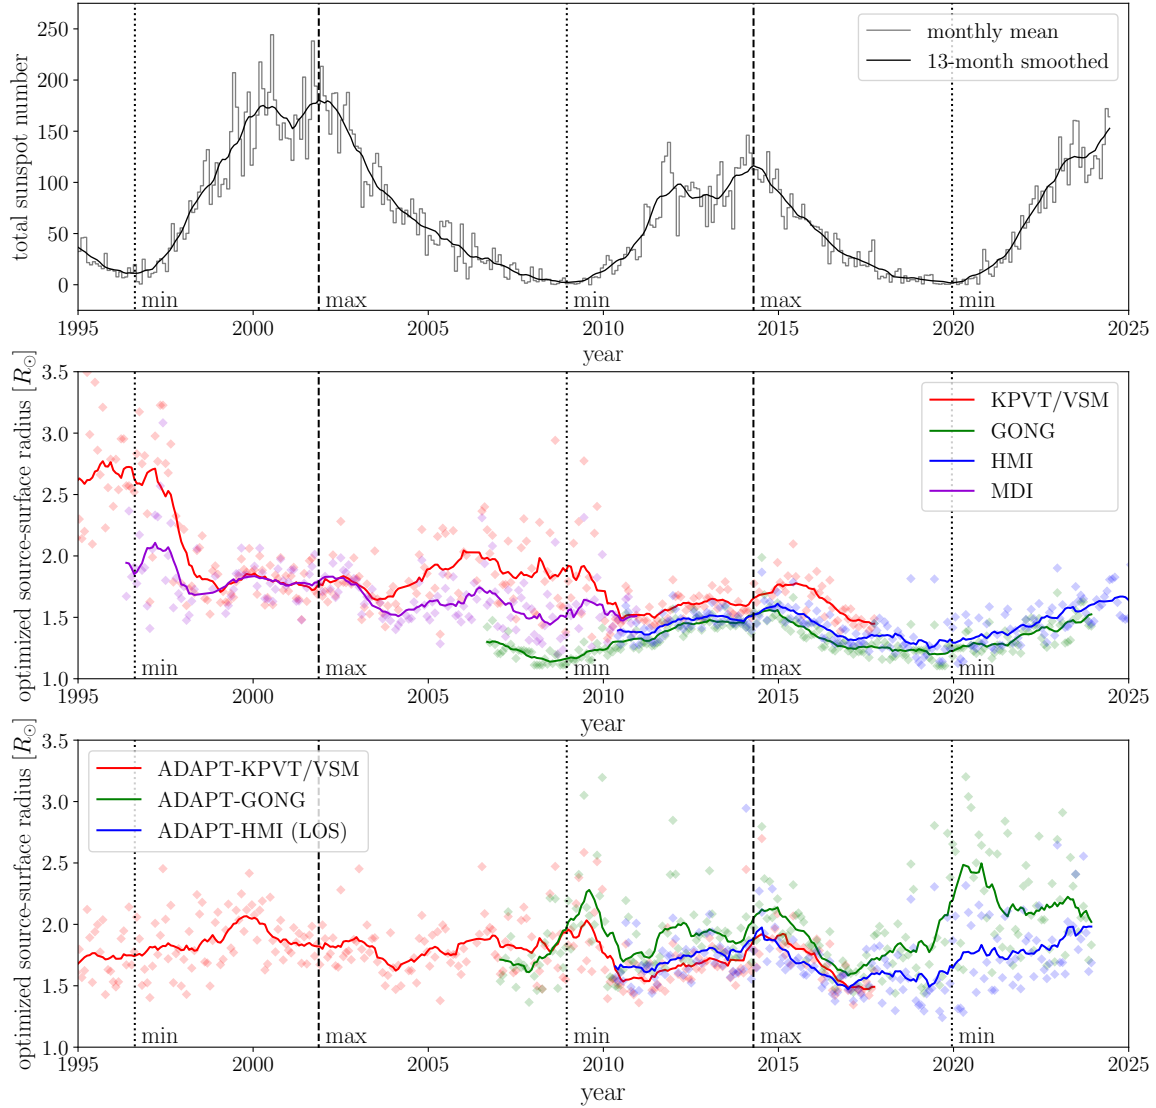 total sunspot number
250
200
150
100
50
0
monthly mean
13-month smoothed
min
max
min
max
min
1995
2000
2005
2010
2015
2020
2025
year
optimized source-surface radius [R⊙]
3.5
3.0
2.5
2.0
1.5
1.0
KPVT/VSM
GONG
HMI
MDI
min
max
min
max
min
1995
2000
2005
2010
2015
2020
2025
year
optimized source-surface radius [R⊙]
3.5
3.0
2.5
2.0
1.5
1.0
ADAPT-KPVT/VSM
ADAPT-GONG
ADAPT-HMI (LOS)
min
max
min
max
min
1995
2000
2005
2010
2015
2020
2025
year